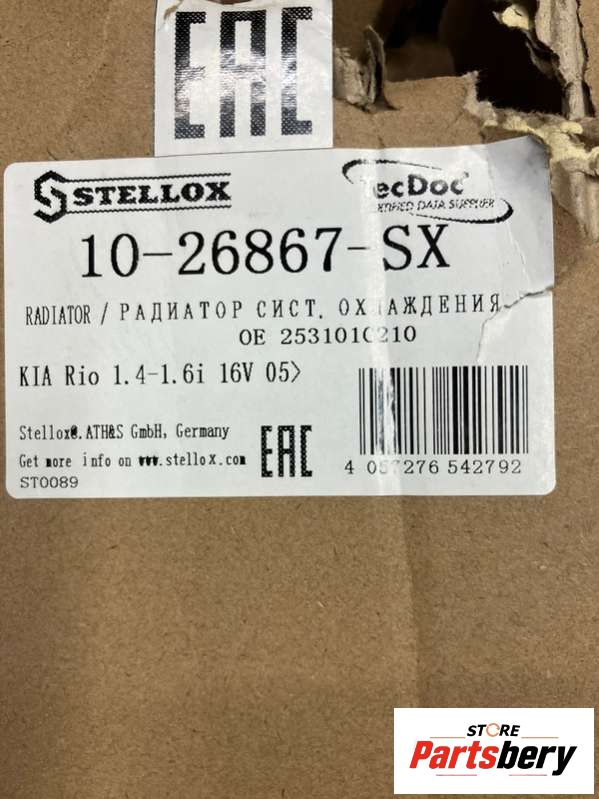 EAC
STELLOX
TecDoc
CERTIFIED DATA SUPPLIER
10-26867-SX
RADIATOR / РАДИАТОР СИСТ. ОХЛАЖДЕНИЯ
OE 2531010210
KIA Rio 1.4-1.6i 16V 05>
Stellox®.ATH&S GmbH, Germany
EAC
Get more info on www.stellox.com
ST0089
4 057276 542792
STORE
Partsbery